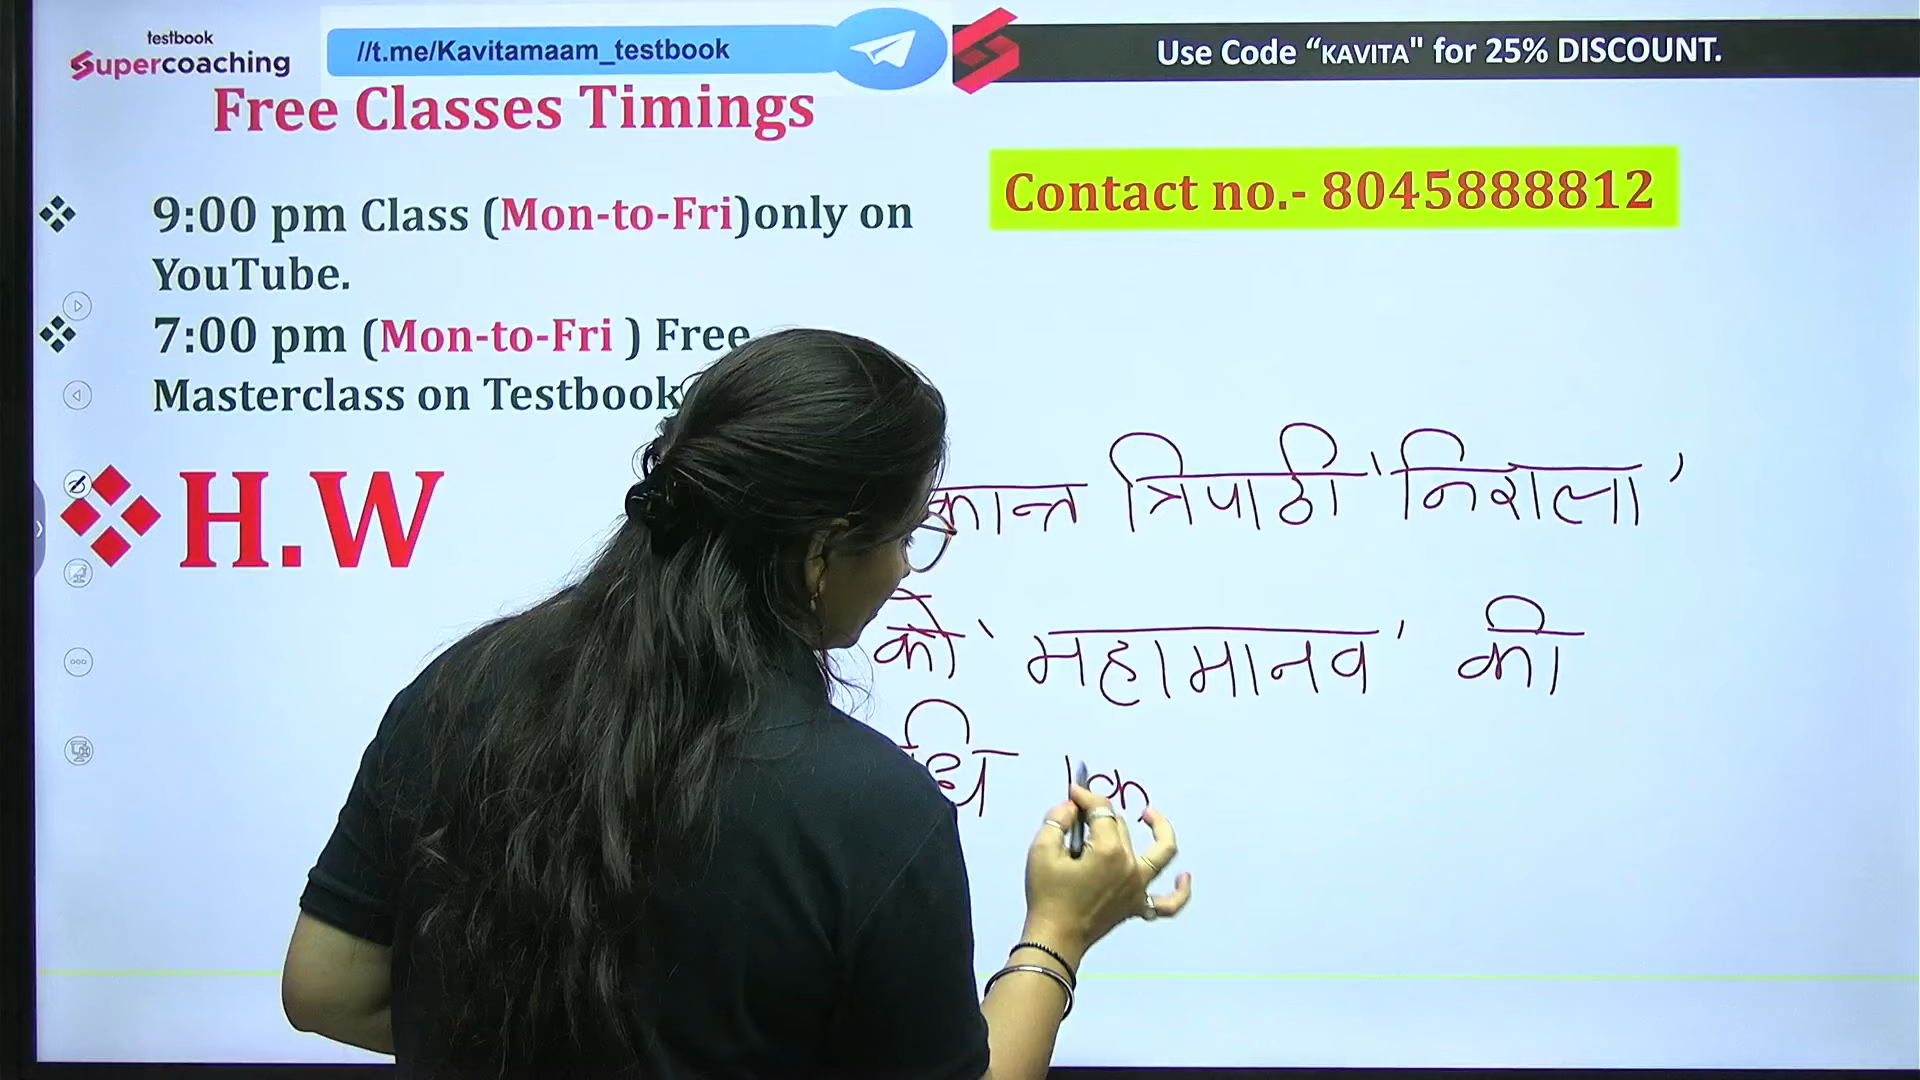 testbook
Supercoaching
//t.me/Kavitamaam_testbook
Use Code “KAVITA" for 25% DISCOUNT.
Free Classes Timings
Contact no.- 8045888812
9:00 pm Class (Mon-to-Fri)only on
YouTube.
7:00 pm (Mon-to-Fri ) Free
Masterclass on Testbook
H.W
कान्त त्रिपाठी 'निराला'
को 'महामानव' की